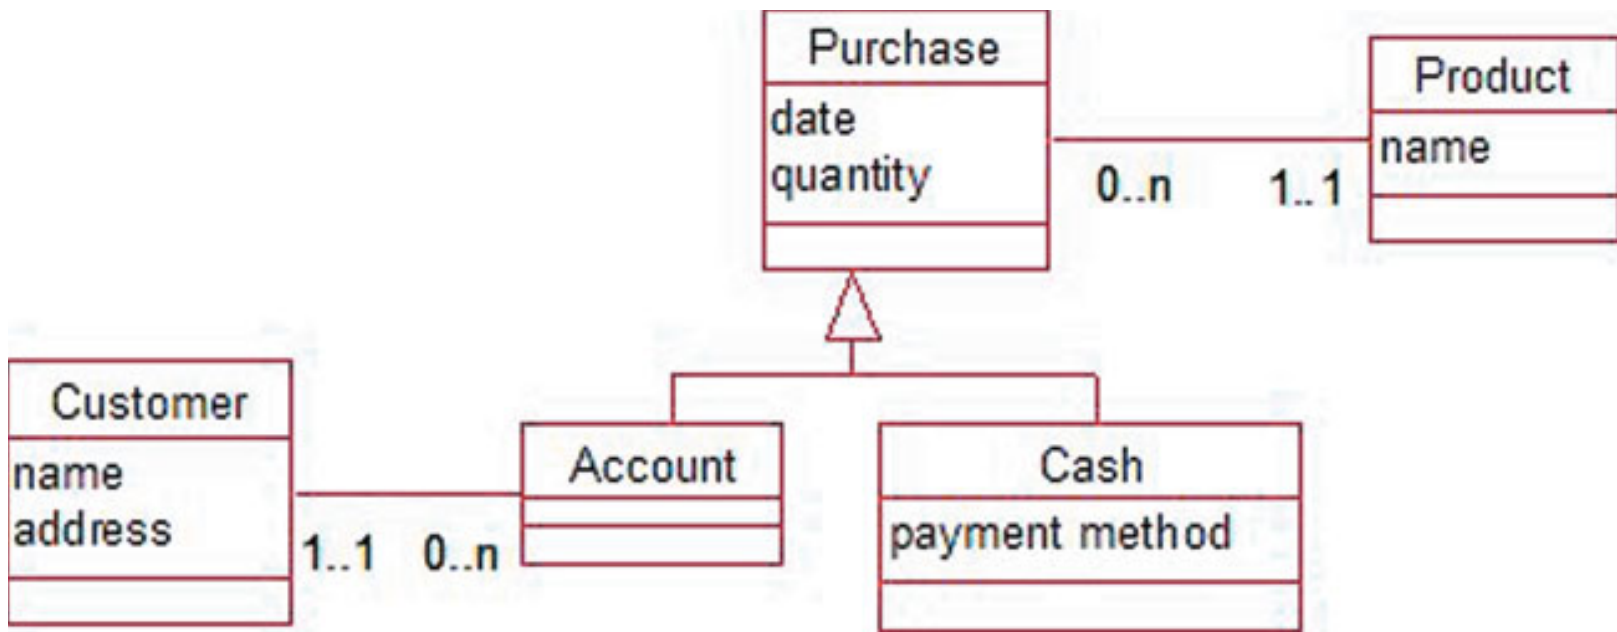 Purchase
date
quantity
Product
name
0..n
1..1
Customer
name
address
1..1
0..n
Account
Cash
payment method